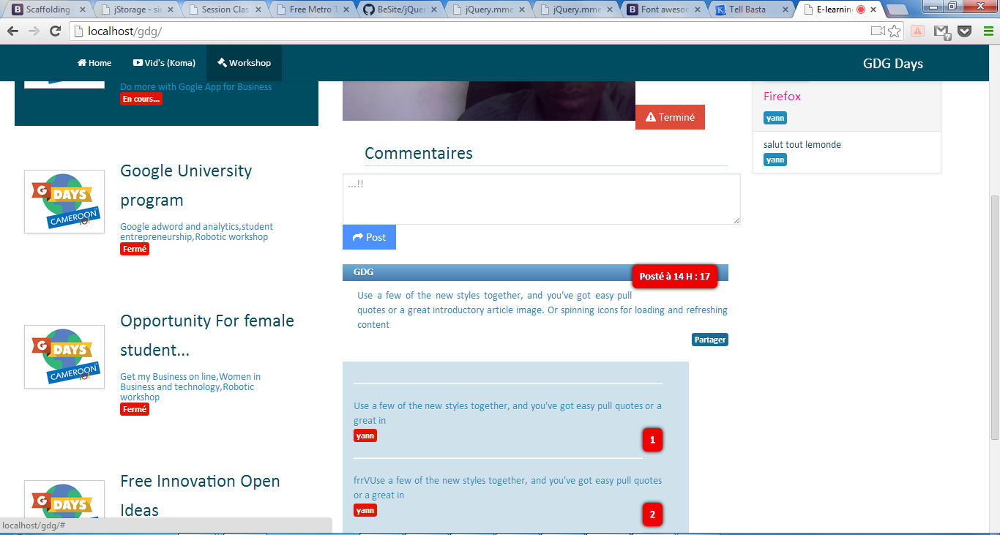 Scaffolding
jStorage - sin
Session Clas
Free Metro T
BeSite/jQuer
jQuery.mme
jQuery.mme
Font awesor
Tell Basta
E-learnin
localhost/gdg/
Home
Vid's (Koma)
Workshop
GDG Days
Do more with Gogle App for Business
En cours...
Terminé
Firefox
yann
salut tout lemonde
yann
Commentaires
...!!
Post
G DAYS CAMEROON
Google University
program
Google adword and analytics,student
entrepreneurship,Robotic workshop
Fermé
GDG
Posté à 14 H : 17
Use a few of the new styles together, and you've got easy pull
quotes or a great introductory article image. Or spinning icons for loading and refreshing
content
Partager
G DAYS CAMEROON
Opportunity For female
student...
Get my Business on line,Women in
Business and technology,Robotic
workshop
Fermé
Use a few of the new styles together, and you've got easy pull quotes or a
great in
yann
1
frrVUse a few of the new styles together, and you've got easy pull quotes
or a great in
yann
2
G DAYS
Free Innovation Open
Ideas
localhost/gdg/#